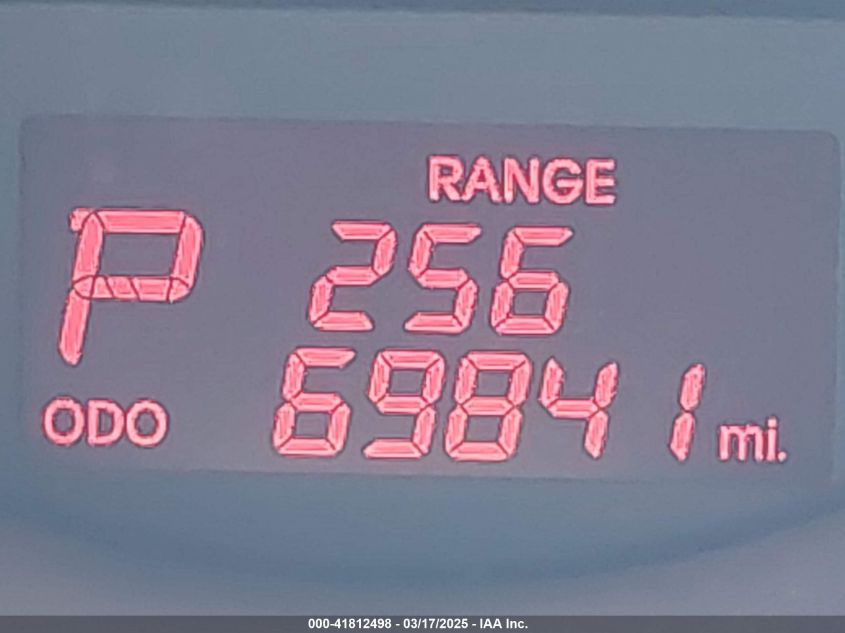 RANGE
P 256
ODO 69841 mi.
000-41812498 - 03/17/2025 - IAA Inc.